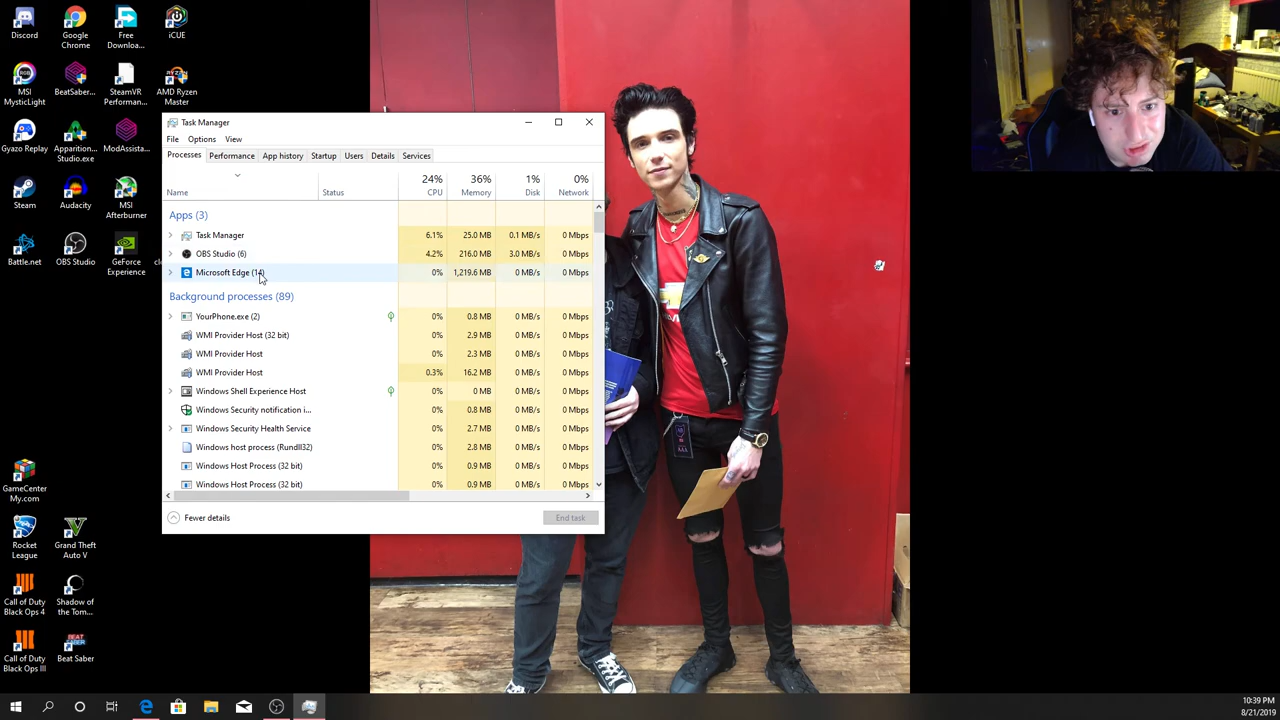 Discord
Google Chrome
Free Downloa...
iCUE
MSI MysticLight
BeatSaber...
SteamVR Performan...
AMD Ryzen Master
Gyazo Replay
Apparition Studio.exe
ModAssista...
Steam
Audacity
MSI Afterburner
Battle.net
OBS Studio
GeForce Experience
GameCenter My.com
Rocket League
Grand Theft Auto V
Call of Duty Black Ops 4
Shadow of the Tom...
Call of Duty Black Ops III
Beat Saber
Task Manager
File Options View
Processes Performance App history Startup Users Details Services
24% 36% 1% 0%
Name Status CPU Memory Disk Network
Apps (3)
Task Manager 6.1% 25.0 MB 0.1 MB/s 0 Mbps
OBS Studio (6) 4.2% 216.0 MB 3.0 MB/s 0 Mbps
Microsoft Edge (14) 0% 1,219.6 MB 0 MB/s 0 Mbps
Background processes (89)
YourPhone.exe (2) 0% 0.8 MB 0 MB/s 0 Mbps
WMI Provider Host (32 bit) 0% 2.9 MB 0 MB/s 0 Mbps
WMI Provider Host 0% 2.3 MB 0 MB/s 0 Mbps
WMI Provider Host 0.3% 16.2 MB 0 MB/s 0 Mbps
Windows Shell Experience Host 0% 0 MB 0 MB/s 0 Mbps
Windows Security notification i... 0% 0.8 MB 0 MB/s 0 Mbps
Windows Security Health Service 0% 2.7 MB 0 MB/s 0 Mbps
Windows host process (Rundll32) 0% 2.8 MB 0 MB/s 0 Mbps
Windows Host Process (32 bit) 0% 0.9 MB 0 MB/s 0 Mbps
Windows Host Process (32 bit) 0% 0.9 MB 0 MB/s 0 Mbps
Fewer details End task
10:39 PM
8/21/2019